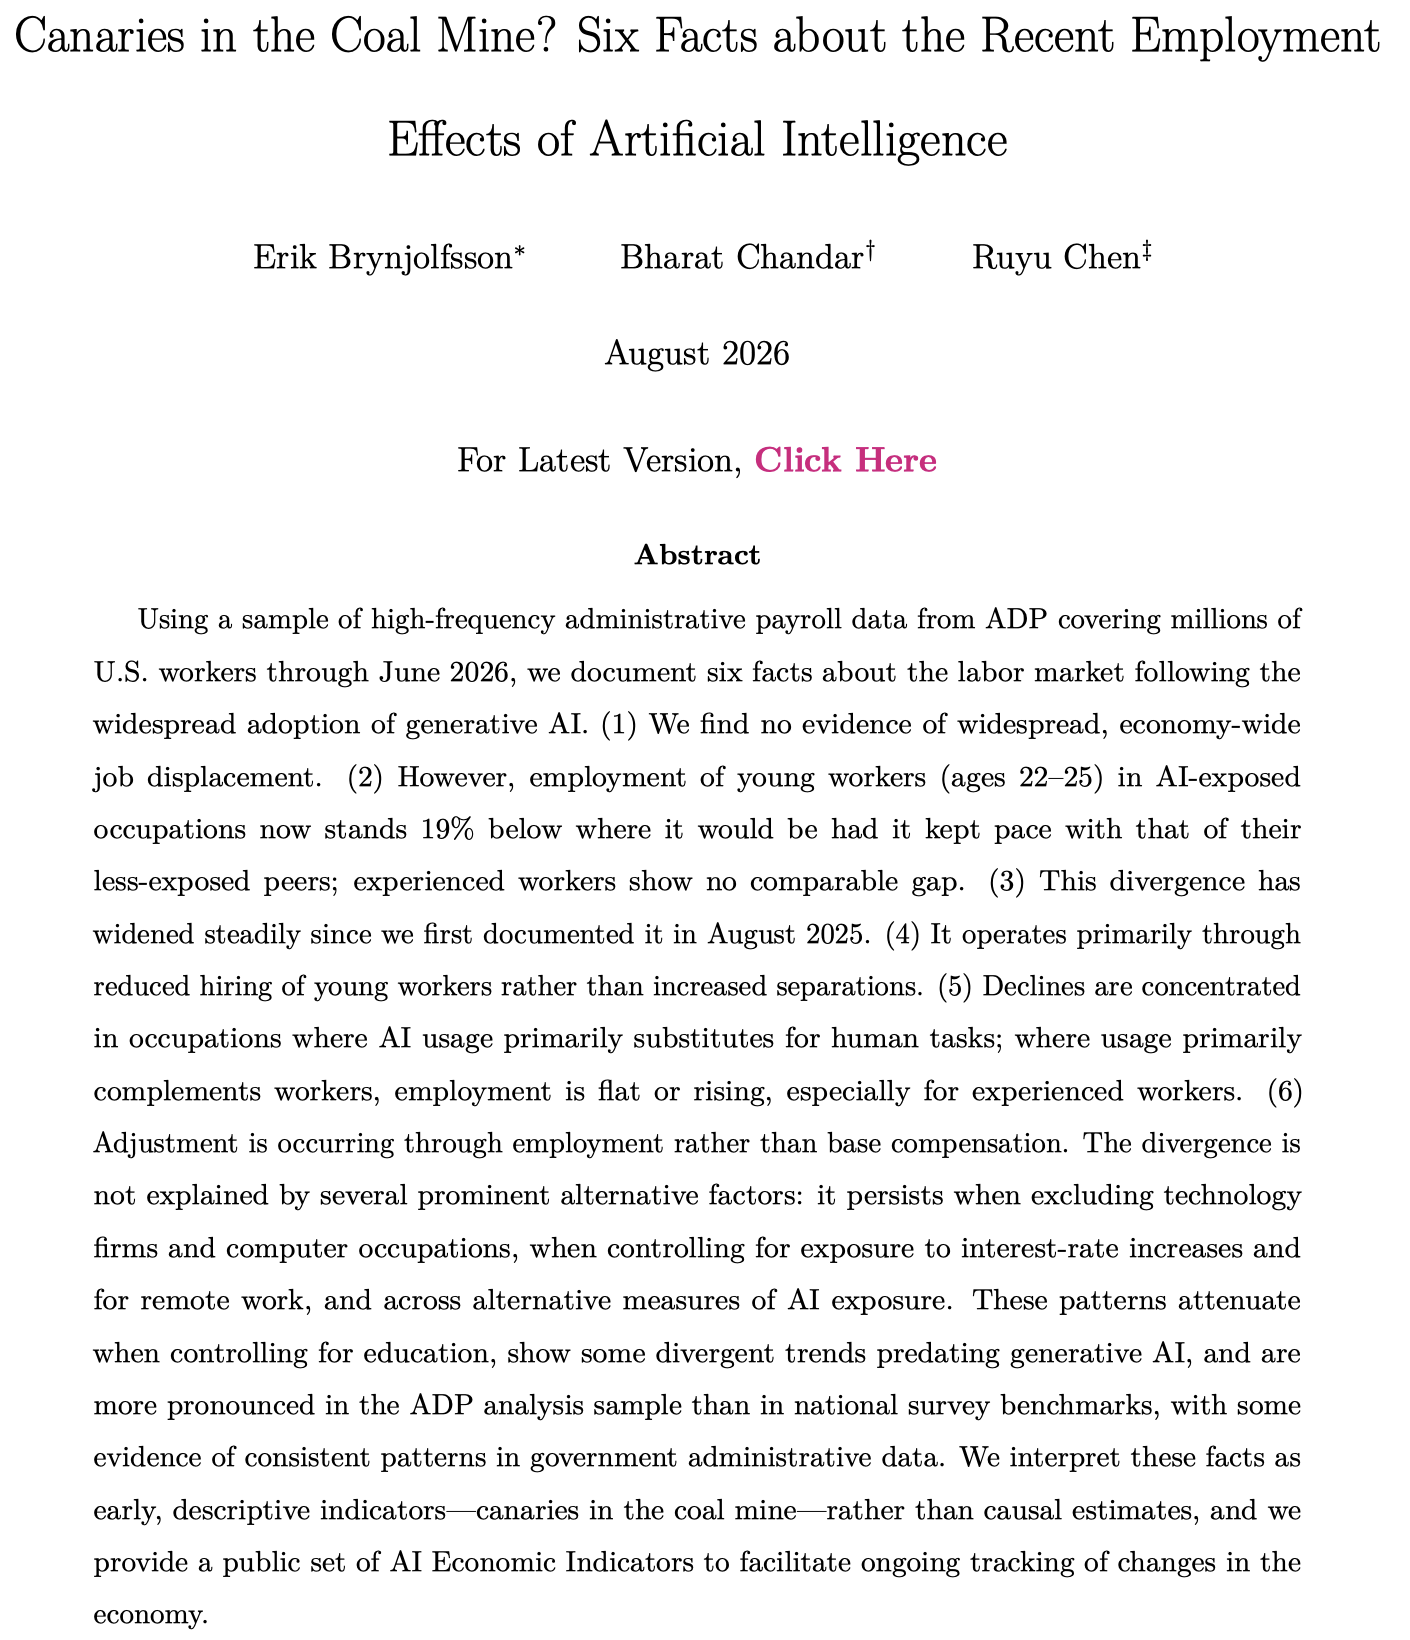 Canaries in the Coal Mine? Six Facts about the Recent Employment
Effects of Artificial Intelligence
Erik Brynjolfsson* Bharat Chandar† Ruyu Chen‡
August 2026
For Latest Version, Click Here
Abstract
Using a sample of high-frequency administrative payroll data from ADP covering millions of
U.S. workers through June 2026, we document six facts about the labor market following the
widespread adoption of generative AI. (1) We find no evidence of widespread, economy-wide
job displacement. (2) However, employment of young workers (ages 22–25) in AI-exposed
occupations now stands 19% below where it would be had it kept pace with that of their
less-exposed peers; experienced workers show no comparable gap. (3) This divergence has
widened steadily since we first documented it in August 2025. (4) It operates primarily through
reduced hiring of young workers rather than increased separations. (5) Declines are concentrated
in occupations where AI usage primarily substitutes for human tasks; where usage primarily
complements workers, employment is flat or rising, especially for experienced workers. (6)
Adjustment is occurring through employment rather than base compensation. The divergence is
not explained by several prominent alternative factors: it persists when excluding technology
firms and computer occupations, when controlling for exposure to interest-rate increases and
for remote work, and across alternative measures of AI exposure. These patterns attenuate
when controlling for education, show some divergent trends predating generative AI, and are
more pronounced in the ADP analysis sample than in national survey benchmarks, with some
evidence of consistent patterns in government administrative data. We interpret these facts as
early, descriptive indicators—canaries in the coal mine—rather than causal estimates, and we
provide a public set of AI Economic Indicators to facilitate ongoing tracking of changes in the
economy.